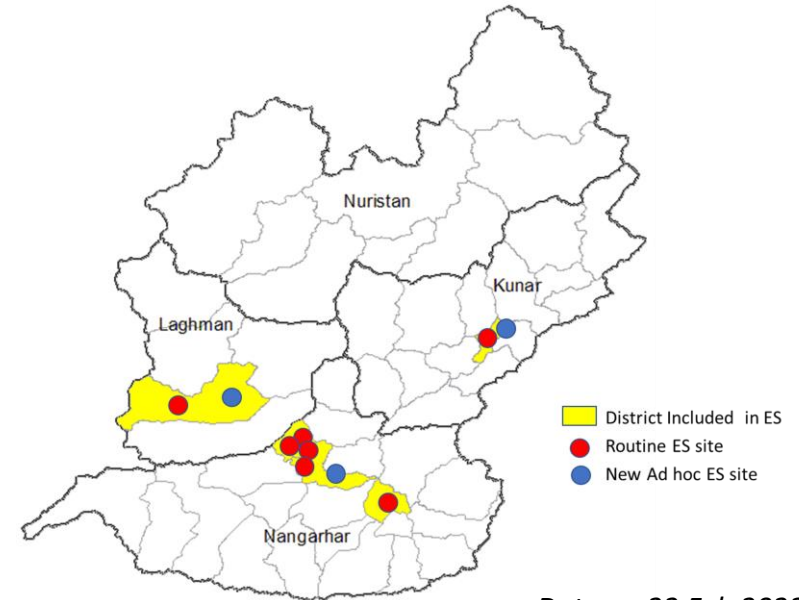 Nuristan
Kunar
Laghman
District Included in ES
Routine ES site
New Ad hoc ES site
Nangarhar